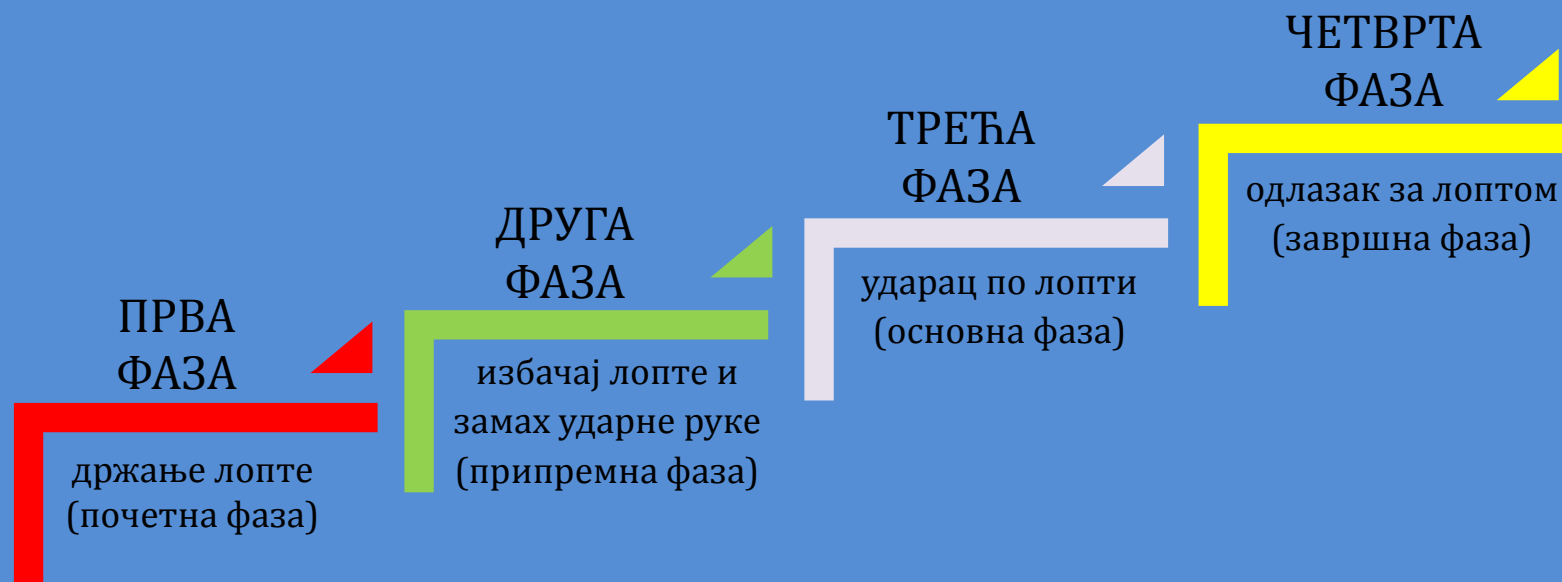 ПРВА
ФАЗА
држање лопте
(почетна фаза)
ДРУГА
ФАЗА
избачај лопте и
замах ударне руке
(припремна фаза)
ТРЕЋА
ФАЗА
ударац по лопти
(основна фаза)
ЧЕТВРТА
ФАЗА
одлазак за лоптом
(завршна фаза)